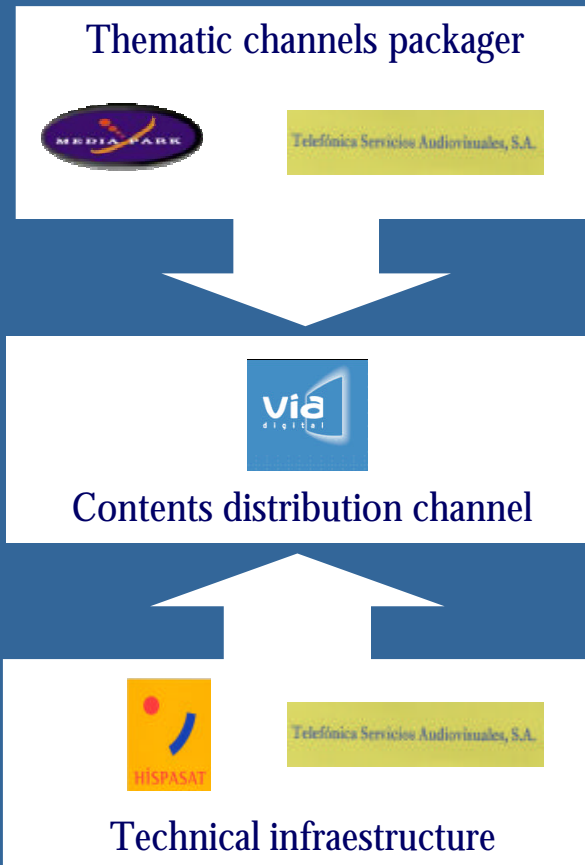 Thematic channels packager
MEDIA PARK
Telefónica Servicios Audiovisuales, S.A.
Vía
digital
Contents distribution channel
HISPASAT
Telefónica Servicios Audiovisuales, S.A.
Technical infraestructure